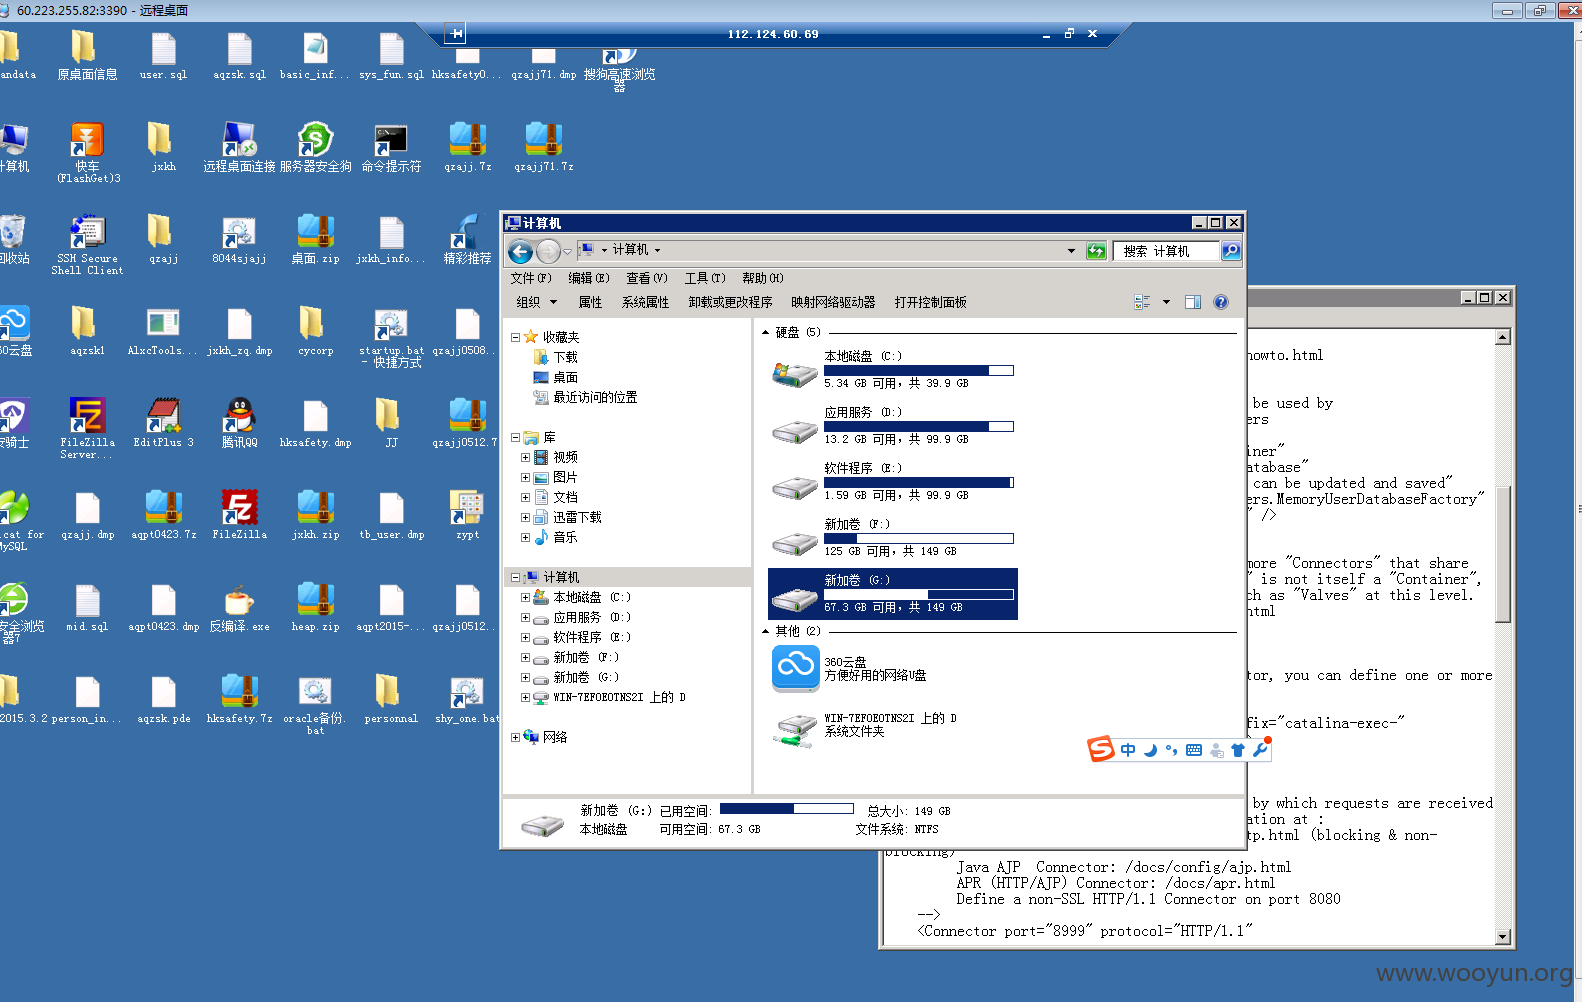 60.223.255.82:3390 - 远程桌面
112.124.60.69
andata
原桌面信息
user.sql
aqzsk.sql
basic_inf...
sys_fun.sql
hksafety0...
qzajj71.dmp
搜狗高速浏览
器
计算机
快车
(FlashGet)3
jxkh
远程桌面连接
服务器安全狗
命令提示符
qzajj.7z
qzajj71.7z
回收站
SSH Secure
Shell Client
qzajj
8044sjajj
桌面.zip
jxkh_info...
精彩推荐
60云盘
aqzsk1
AlxcTools...
jxkh_zq.dmp
cycorp
startup.bat
- 快捷方式
qzajj0508..
安骑士
FileZilla
Server...
EditPlus 3
腾讯QQ
hksafety.dmp
JJ
qzajj0512.7
.cat for
MySQL
qzajj.dmp
aqpt0423.7z
FileZilla
jxkh.zip
tb_user.dmp
zypt
安全浏览
器7
mid.sql
aqpt0423.dmp
反编译.exe
heap.zip
aqpt2015-...
qzajj0512..
2015.3.2
person_in...
aqzsk.pde
hksafety.7z
oracle备份.
bat
personnal
shy_one.bat
计算机
计算机
搜索 计算机
文件(F) 编辑(E) 查看(V) 工具(T) 帮助(H)
组织 属性 系统属性 卸载或更改程序 映射网络驱动器 打开控制面板
收藏夹
下载
桌面
最近访问的位置
库
视频
图片
文档
迅雷下载
音乐
计算机
本地磁盘 (C:)
应用服务 (D:)
软件程序 (E:)
新加卷 (F:)
新加卷 (G:)
WIN-7EFOEOTNS2I 上的 D
网络
硬盘 (5)
本地磁盘 (C:)
5.34 GB 可用，共 39.9 GB
应用服务 (D:)
13.2 GB 可用，共 99.9 GB
软件程序 (E:)
1.59 GB 可用，共 99.9 GB
新加卷 (F:)
125 GB 可用，共 149 GB
新加卷 (G:)
67.3 GB 可用，共 149 GB
其他 (2)
360云盘
方便好用的网络U盘
WIN-7EFOEOTNS2I 上的 D
系统文件夹
新加卷 (G:) 已用空间: 总大小: 149 GB
本地磁盘 可用空间: 67.3 GB 文件系统: NTFS
中
owto.html
be used by
ers
iner"
atabase"
can be updated and saved"
ers.MemoryUserDatabaseFactory"
" />
more "Connectors" that share
" is not itself a "Container",
ch as "Valves" at this level.
html
tor, you can define one or more
fix="catalina-exec-"
by which requests are received
ation at :
tp.html (blocking & non-
blocking)
Java AJP Connector: /docs/config/ajp.html
APR (HTTP/AJP) Connector: /docs/apr.html
Define a non-SSL HTTP/1.1 Connector on port 8080
-->
<Connector port="8999" protocol="HTTP/1.1"
www.wooyun.org